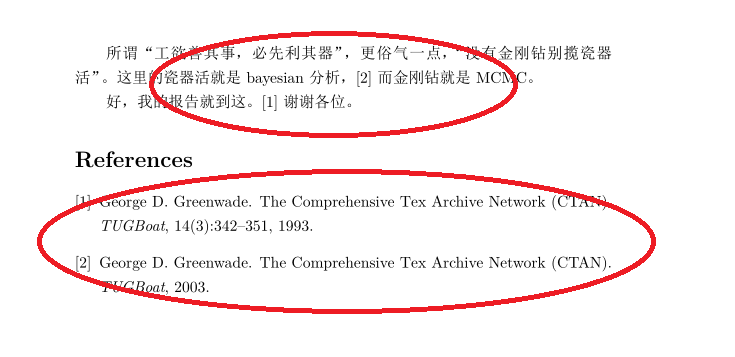 所谓“工欲善其事，必先利其器”，更俗气一点，“没有金刚钻别揽瓷器
活”。这里的瓷器活就是 bayesian 分析，[2] 而金刚钻就是 MCMC。
好，我的报告就到这。[1] 谢谢各位。
References
[1] George D. Greenwade. The Comprehensive Tex Archive Network (CTAN).
TUGBoat, 14(3):342–351, 1993.
[2] George D. Greenwade. The Comprehensive Tex Archive Network (CTAN).
TUGBoat, 2003.